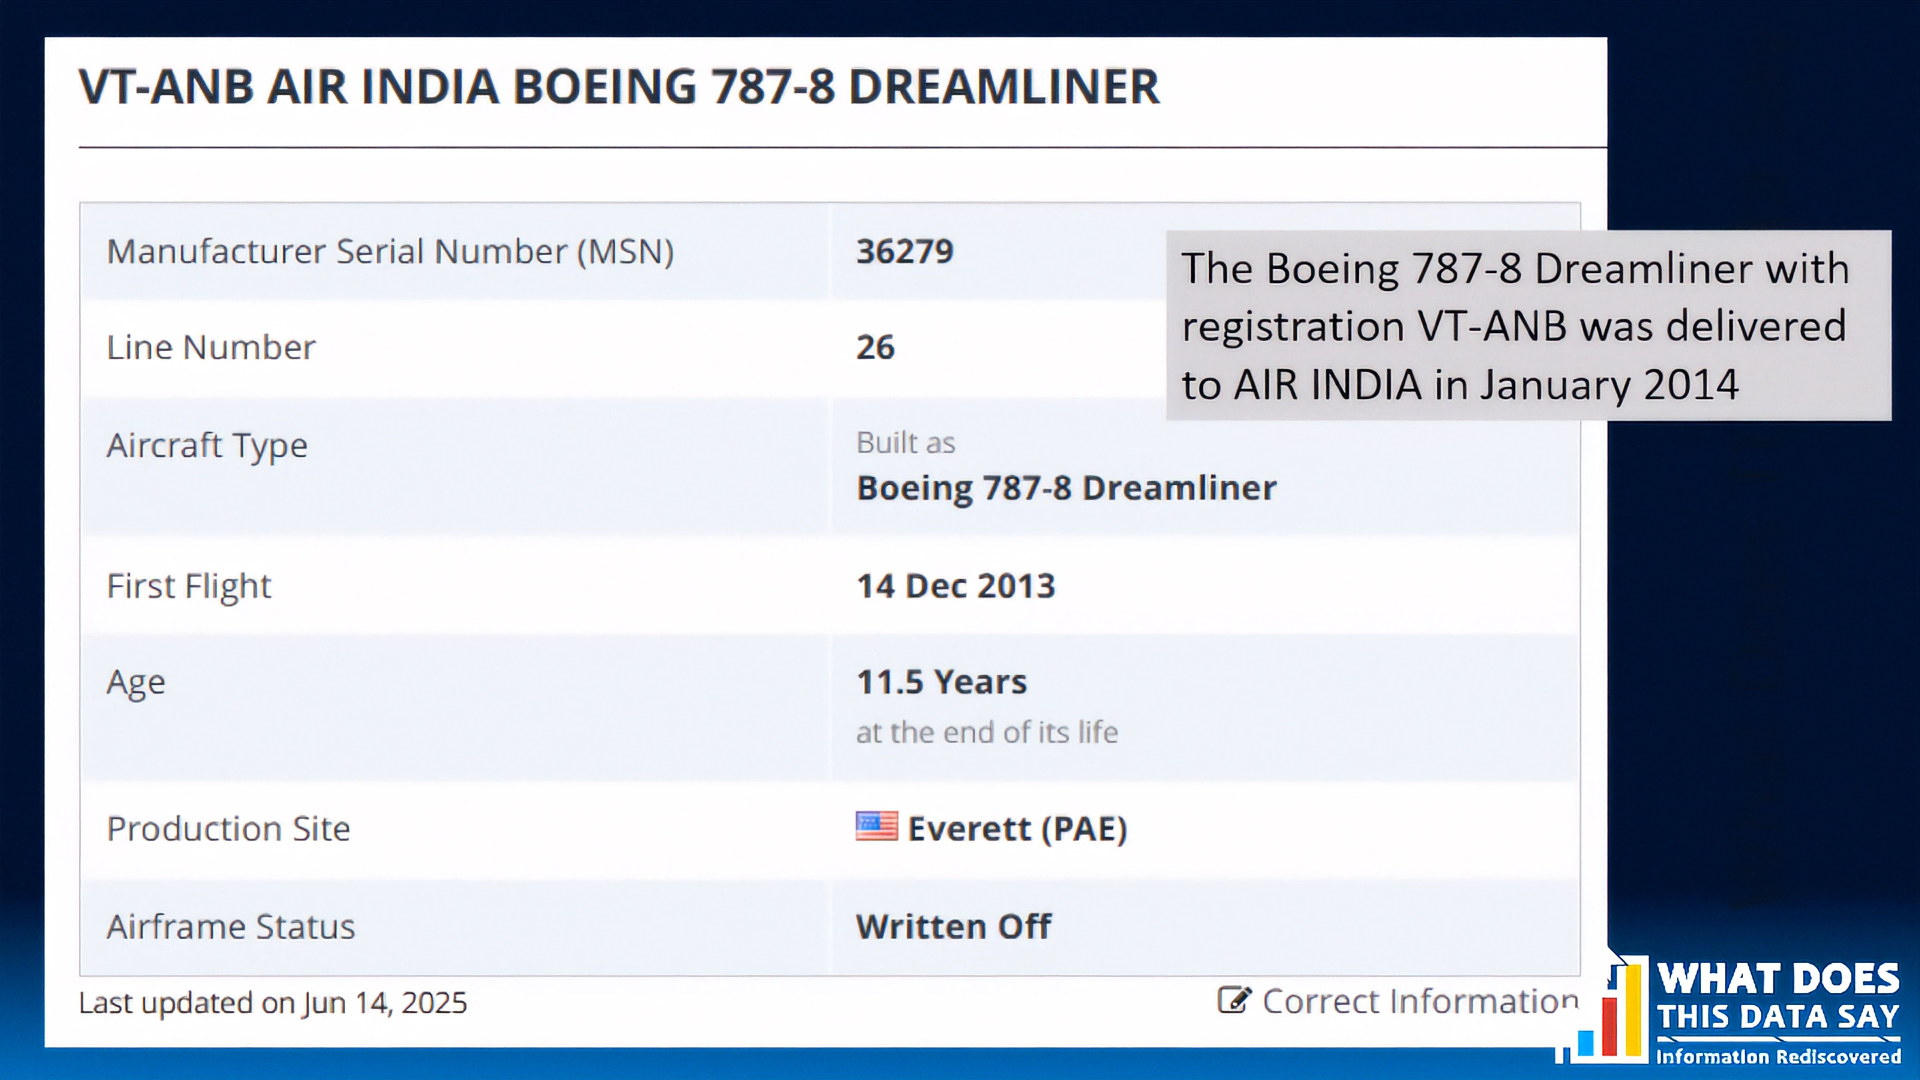 VT-ANB AIR INDIA BOEING 787-8 DREAMLINER
Manufacturer Serial Number (MSN) 36279
The Boeing 787-8 Dreamliner with
registration VT-ANB was delivered
to AIR INDIA in January 2014
Line Number 26
Aircraft Type Built as
Boeing 787-8 Dreamliner
First Flight 14 Dec 2013
Age 11.5 Years
at the end of its life
Production Site Everett (PAE)
Airframe Status Written Off
Last updated on Jun 14, 2025 Correct Information
WHAT DOES
THIS DATA SAY
Information Rediscovered